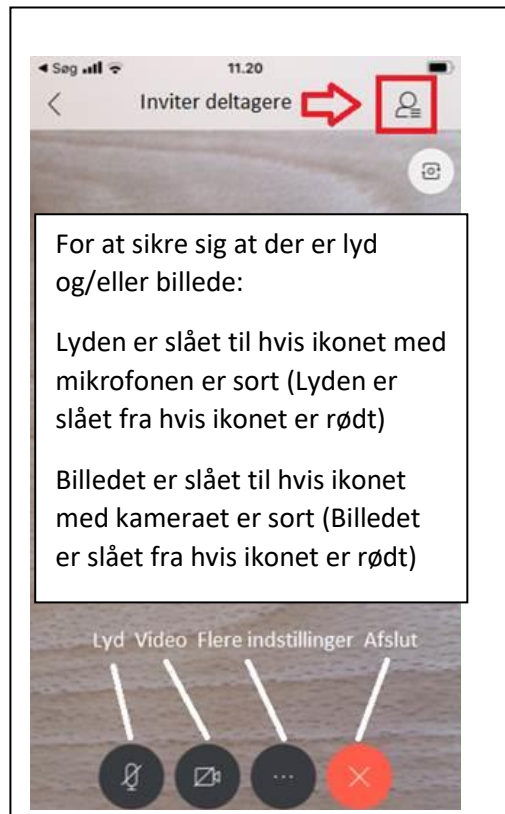 Søg 11.20
Inviter deltagere
For at sikre sig at der er lyd
og/eller billede:
Lyden er slået til hvis ikonet med
mikrofonen er sort (Lyden er
slået fra hvis ikonet er rødt)
Billedet er slået til hvis ikonet
med kameraet er sort (Billedet
er slået fra hvis ikonet er rødt)
Lyd Video Flere indstillinger Afslut